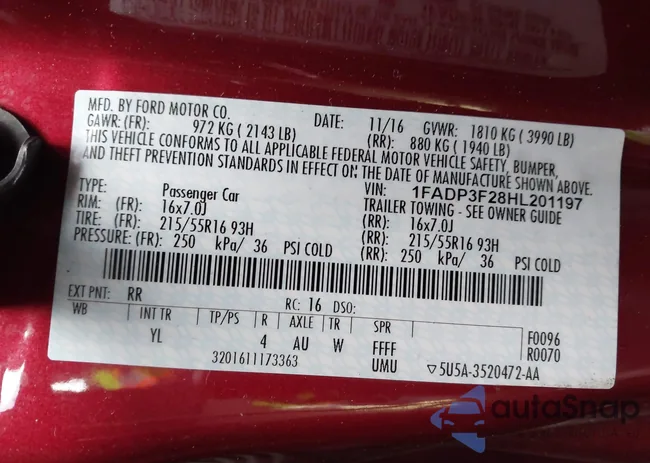 MFD. BY FORD MOTOR CO.
DATE: 11/16 GVWR: 1810 KG ( 3990 LB)
GAWR: (FR): 972 KG ( 2143 LB) (RR): 880 KG ( 1940 LB)
THIS VEHICLE CONFORMS TO ALL APPLICABLE FEDERAL MOTOR VEHICLE SAFETY, BUMPER,
AND THEFT PREVENTION STANDARDS IN EFFECT ON THE DATE OF MANUFACTURE SHOWN ABOVE.
VIN: 1FADP3F28HL201197
TYPE: Passenger Car TRAILER TOWING - SEE OWNER GUIDE
RIM: (FR): 16x7.0J (RR): 16x7.0J
TIRE: (FR): 215/55R16 93H (RR): 215/55R16 93H
PRESSURE: (FR): 250 kPa/ 36 PSI COLD (RR): 250 kPa/ 36 PSI COLD
EXT PNT: RR RC: 16 DSO:
WB INT TR TP/PS R AXLE TR SPR F0096
YL 4 AU W FFFF R0070
3201611173363 UMU ▽5U5A-3520472-AA
autoSnap